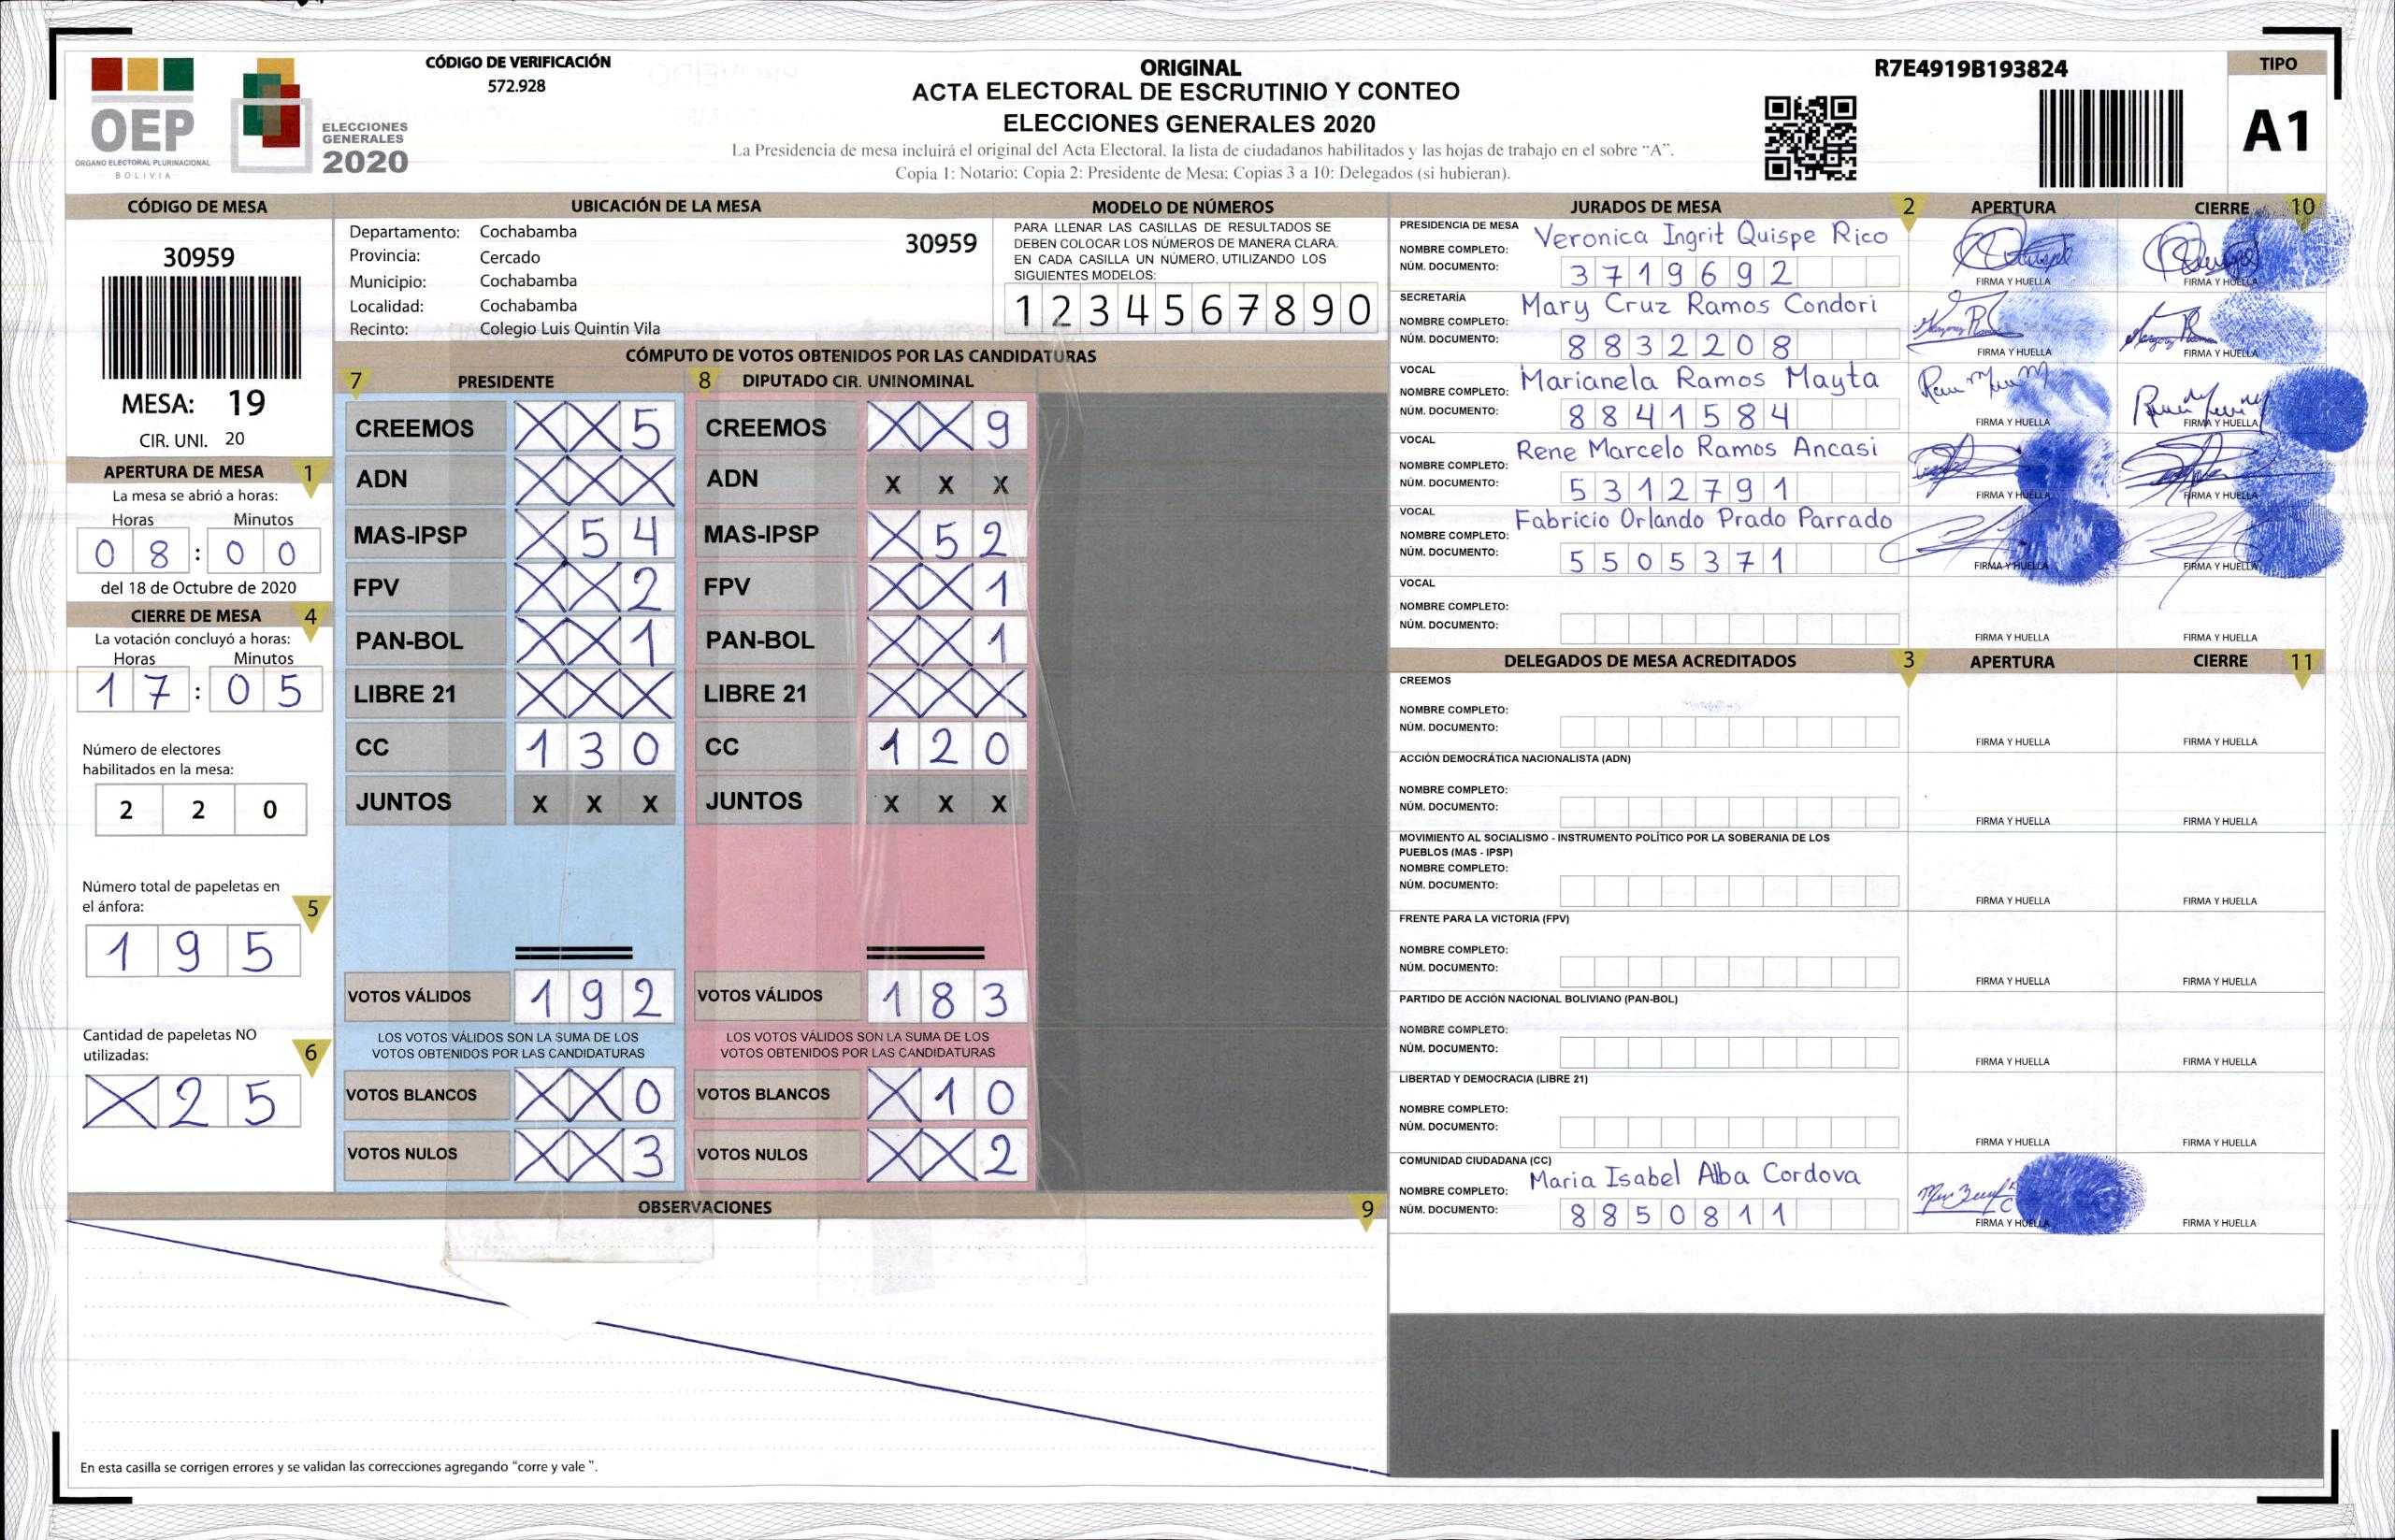 CÓDIGO DE VERIFICACIÓN
572.928
OEP
ÓRGANO ELECTORAL PLURINACIONAL
BOLIVIA
ELECCIONES
GENERALES
2020
ORIGINAL
ACTA ELECTORAL DE ESCRUTINIO Y CONTEO
ELECCIONES GENERALES 2020
La Presidencia de mesa incluirá el original del Acta Electoral, la lista de ciudadanos habilitados y las hojas de trabajo en el sobre “A”.
Copia 1: Notario; Copia 2: Presidente de Mesa; Copias 3 a 10: Delegados (si hubieran).
R7E4919B193824
TIPO
A1
CÓDIGO DE MESA
30959
MESA: 19
CIR. UNI. 20
APERTURA DE MESA 1
La mesa se abrió a horas:
Horas Minutos
0 8 : 0 0
del 18 de Octubre de 2020
CIERRE DE MESA 4
La votación concluyó a horas:
Horas Minutos
1 7 : 0 5
Número de electores
habilitados en la mesa:
2 2 0
Número total de papeletas en
el ánfora: 5
1 9 5
Cantidad de papeletas NO
utilizadas: 6
X 2 5
UBICACIÓN DE LA MESA
Departamento: Cochabamba
30959
Provincia: Cercado
Municipio: Cochabamba
Localidad: Cochabamba
Recinto: Colegio Luis Quintín Vila
MODELO DE NÚMEROS
PARA LLENAR LAS CASILLAS DE RESULTADOS SE
DEBEN COLOCAR LOS NÚMEROS DE MANERA CLARA.
EN CADA CASILLA UN NÚMERO, UTILIZANDO LOS
SIGUIENTES MODELOS:
1 2 3 4 5 6 7 8 9 0
CÓMPUTO DE VOTOS OBTENIDOS POR LAS CANDIDATURAS
7 PRESIDENTE
CREEMOS X X 5
ADN X X X
MAS-IPSP X 5 4
FPV X X 2
PAN-BOL X X 1
LIBRE 21 X X X
CC 1 3 0
JUNTOS X X X
VOTOS VÁLIDOS 1 9 2
LOS VOTOS VÁLIDOS SON LA SUMA DE LOS
VOTOS OBTENIDOS POR LAS CANDIDATURAS
VOTOS BLANCOS X X 0
VOTOS NULOS X X 3
8 DIPUTADO CIR. UNINOMINAL
CREEMOS X X 9
ADN X X X
MAS-IPSP X 5 2
FPV X X 1
PAN-BOL X X 1
LIBRE 21 X X X
CC 1 2 0
JUNTOS X X X
VOTOS VÁLIDOS 1 8 3
LOS VOTOS VÁLIDOS SON LA SUMA DE LOS
VOTOS OBTENIDOS POR LAS CANDIDATURAS
VOTOS BLANCOS X 1 0
VOTOS NULOS X X 2
OBSERVACIONES 9
En esta casilla se corrigen errores y se validan las correcciones agregando “corre y vale ”.
JURADOS DE MESA 2 APERTURA CIERRE 10
PRESIDENCIA DE MESA
NOMBRE COMPLETO: Veronica Ingrit Quispe Rico
NÚM. DOCUMENTO: 3719692
FIRMA Y HUELLA FIRMA Y HUELLA
SECRETARÍA
NOMBRE COMPLETO: Mary Cruz Ramos Condori
NÚM. DOCUMENTO: 8832208
FIRMA Y HUELLA FIRMA Y HUELLA
VOCAL
NOMBRE COMPLETO: Marianela Ramos Mayta
NÚM. DOCUMENTO: 8841584
FIRMA Y HUELLA FIRMA Y HUELLA
VOCAL
NOMBRE COMPLETO: Rene Marcelo Ramos Ancasi
NÚM. DOCUMENTO: 5312791
FIRMA Y HUELLA FIRMA Y HUELLA
VOCAL
NOMBRE COMPLETO: Fabricio Orlando Prado Parrado
NÚM. DOCUMENTO: 5505371
FIRMA Y HUELLA FIRMA Y HUELLA
VOCAL
NOMBRE COMPLETO:
NÚM. DOCUMENTO:
FIRMA Y HUELLA FIRMA Y HUELLA
DELEGADOS DE MESA ACREDITADOS 3 APERTURA CIERRE 11
CREEMOS
NOMBRE COMPLETO:
NÚM. DOCUMENTO:
FIRMA Y HUELLA FIRMA Y HUELLA
ACCIÓN DEMOCRÁTICA NACIONALISTA (ADN)
NOMBRE COMPLETO:
NÚM. DOCUMENTO:
FIRMA Y HUELLA FIRMA Y HUELLA
MOVIMIENTO AL SOCIALISMO - INSTRUMENTO POLÍTICO POR LA SOBERANIA DE LOS
PUEBLOS (MAS - IPSP)
NOMBRE COMPLETO:
NÚM. DOCUMENTO:
FIRMA Y HUELLA FIRMA Y HUELLA
FRENTE PARA LA VICTORIA (FPV)
NOMBRE COMPLETO:
NÚM. DOCUMENTO:
FIRMA Y HUELLA FIRMA Y HUELLA
PARTIDO DE ACCIÓN NACIONAL BOLIVIANO (PAN-BOL)
NOMBRE COMPLETO:
NÚM. DOCUMENTO:
FIRMA Y HUELLA FIRMA Y HUELLA
LIBERTAD Y DEMOCRACIA (LIBRE 21)
NOMBRE COMPLETO:
NÚM. DOCUMENTO:
FIRMA Y HUELLA FIRMA Y HUELLA
COMUNIDAD CIUDADANA (CC)
NOMBRE COMPLETO: Maria Isabel Alba Cordova
NÚM. DOCUMENTO: 8850811
FIRMA Y HUELLA FIRMA Y HUELLA